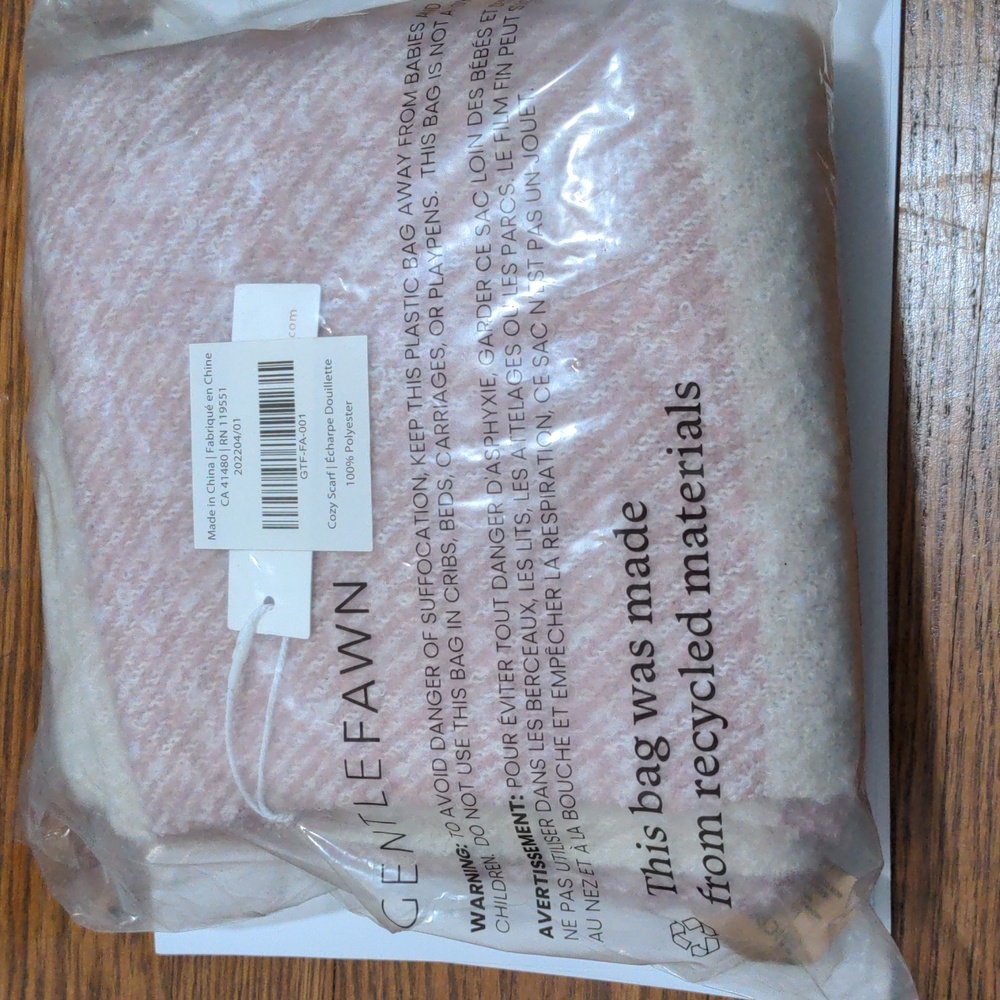 Made in China | Fabriqué en Chine
CA 41480 | RN 119551
202204/01
GTF-FA-001
Cozy Scarf | Écharpe Douillette
100% Polyester
.com
GENTLE FAWN
WARNING: TO AVOID DANGER OF SUFFOCATION, KEEP THIS PLASTIC BAG AWAY FROM BABIES AND
CHILDREN. DO NOT USE THIS BAG IN CRIBS, BEDS, CARRIAGES, OR PLAYPENS. THIS BAG IS NOT A
AVERTISSEMENT: POUR ÉVITER TOUT DANGER D'ASPHYXIE, GARDER CE SAC LOIN DES BÉBÉS ET
NE PAS UTILISER DANS LES BERCEAUX, LES LITS, LES ATTELAGES OU LES PARCS. LE FILM FIN PEUT
AU NEZ ET À LA BOUCHE ET EMPÊCHER LA RESPIRATION, CE SAC N'EST PAS UN JOUET.
This bag was made
from recycled materials